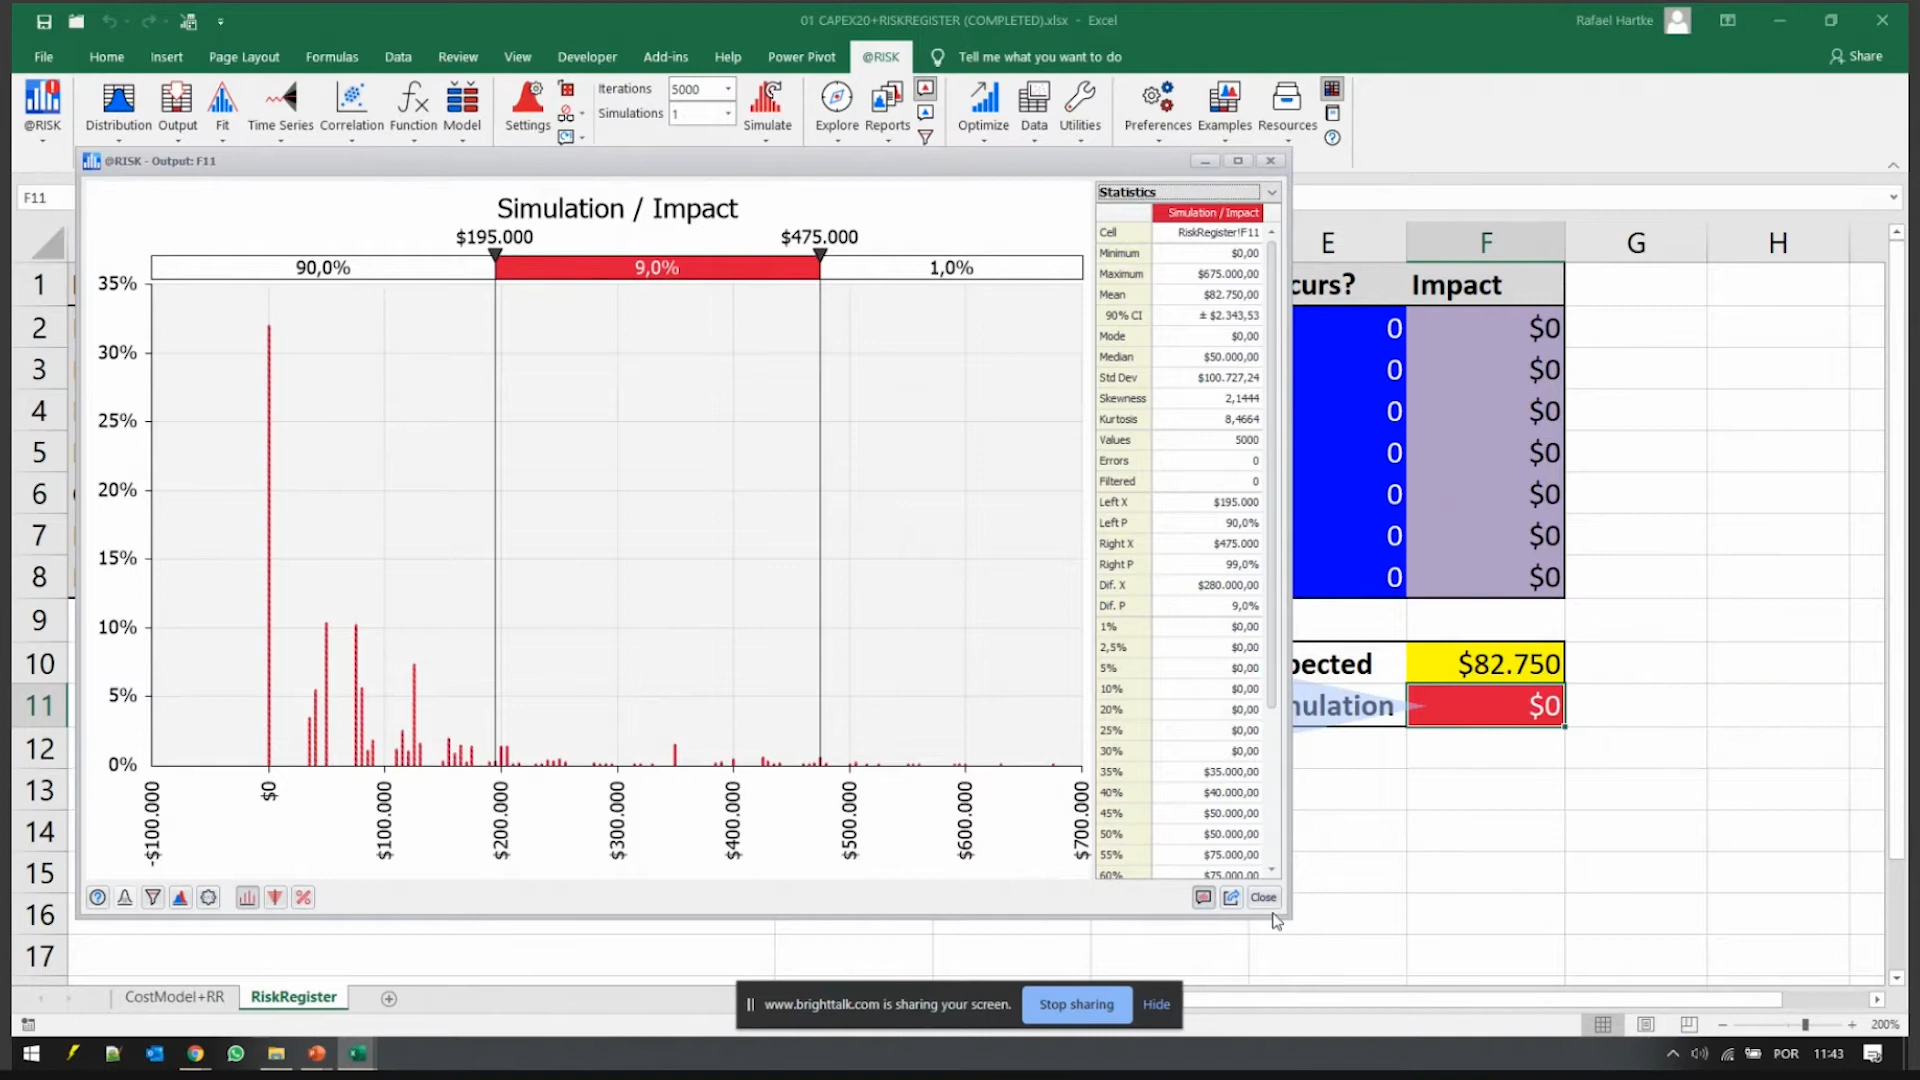 01 CAPEX20+RISKREGISTER (COMPLETED).xlsx - Excel
Rafael Hartke
File Home Insert Page Layout Formulas Data Review View Developer Add-ins Help Power Pivot @RISK Tell me what you want to do Share
Iterations 5000
Simulations 1
@RISK Distribution Output Fit Time Series Correlation Function Model Settings Simulate Explore Reports Optimize Data Utilities Preferences Examples Resources
F11
@RISK - Output: F11
Simulation / Impact
$195.000 $475.000
90,0% 9,0% 1,0%
35%
30%
25%
20%
15%
10%
5%
0%
-$100.000 $ $100.000 $200.000 $300.000 $400.000 $500.000 $600.000 $700.000
Statistics
Simulation / Impact
Cell RiskRegister!F11
Minimum $0,00
Maximum $675.000,00
Mean $82.750,00
90% CI ± $2.343,53
Mode $0,00
Median $50.000,00
Std Dev $100.727,24
Skewness 2,1444
Kurtosis 8,4664
Values 5000
Errors 0
Filtered 0
Left X $195.000
Left P 90,0%
Right X $475.000
Right P 99,0%
Dif. X $280.000,00
Dif. P 9,0%
1% $0,00
2,5% $0,00
5% $0,00
10% $0,00
20% $0,00
25% $0,00
30% $0,00
35% $35.000,00
40% $40.000,00
45% $50.000,00
50% $50.000,00
55% $75.000,00
60% $75.000,00
Close
E F G H
1 curs? Impact
2 0 $0
3 0 $0
4 0 $0
5 0 $0
6 0 $0
7 0 $0
8 0 $0
9
10 pected $82.750
11 nulation $0
12
13
14
15
16
17
CostModel+RR RiskRegister
www.brighttalk.com is sharing your screen. Stop sharing Hide
200%
POR 11:43